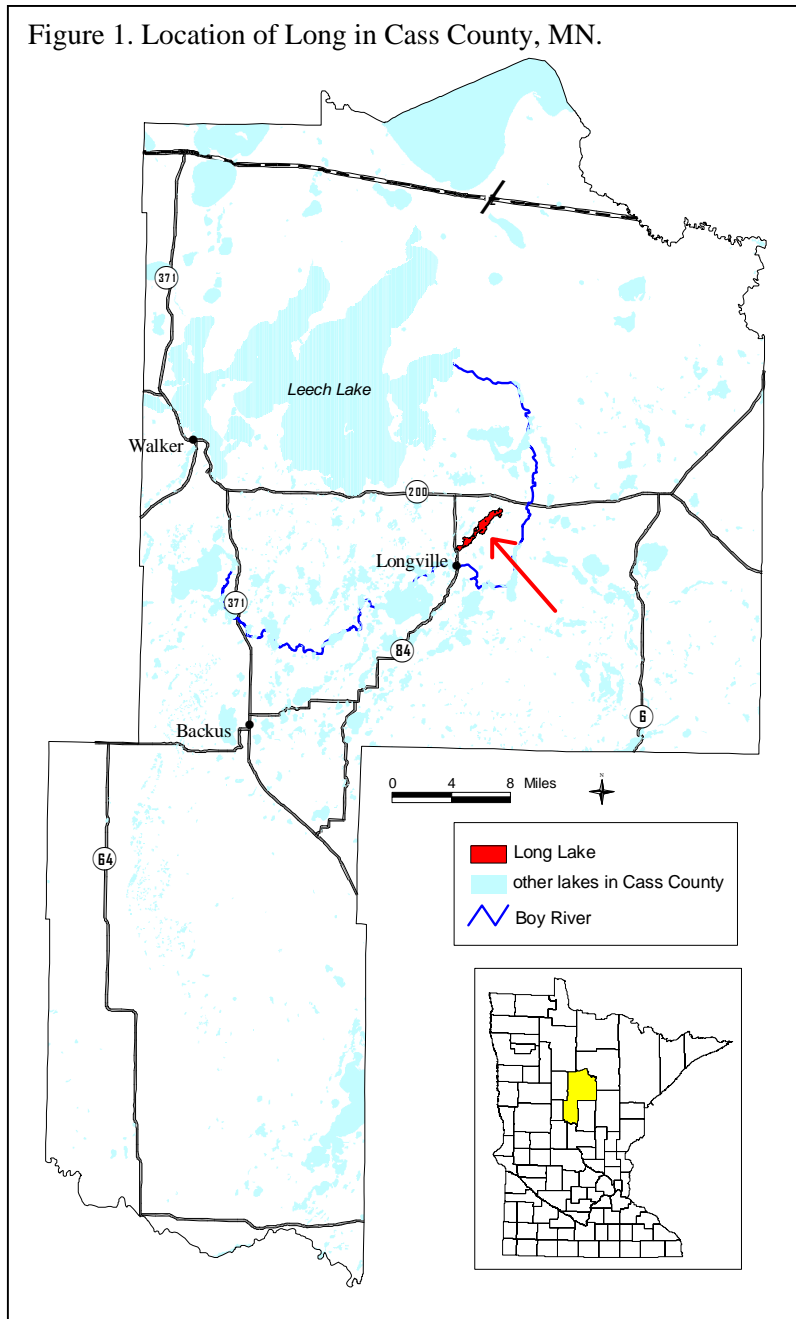 Figure 1. Location of Long in Cass County, MN.
371
Leech Lake
Walker
200
Longville
371
84
6
Backus
0 4 8 Miles
N
64
Long Lake
other lakes in Cass County
Boy River